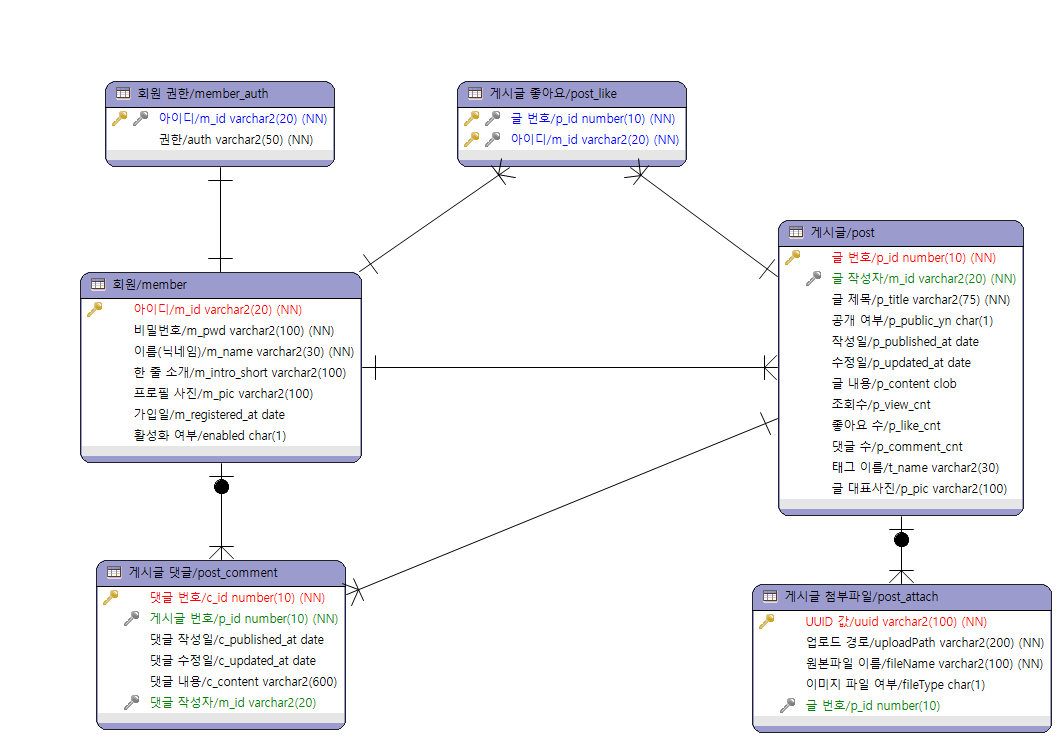 회원 권한/member_auth
아이디/m_id varchar2(20) (NN)
권한/auth varchar2(50) (NN)
게시글 좋아요/post_like
글 번호/p_id number(10) (NN)
아이디/m_id varchar2(20) (NN)
게시글/post
글 번호/p_id number(10) (NN)
글 작성자/m_id varchar2(20) (NN)
글 제목/p_title varchar2(75) (NN)
공개 여부/p_public_yn char(1)
작성일/p_published_at date
수정일/p_updated_at date
글 내용/p_content clob
조회수/p_view_cnt
좋아요 수/p_like_cnt
댓글 수/p_comment_cnt
태그 이름/t_name varchar2(30)
글 대표사진/p_pic varchar2(100)
회원/member
아이디/m_id varchar2(20) (NN)
비밀번호/m_pwd varchar2(100) (NN)
이름(닉네임)/m_name varchar2(30) (NN)
한 줄 소개/m_intro_short varchar2(100)
프로필 사진/m_pic varchar2(100)
가입일/m_registered_at date
활성화 여부/enabled char(1)
게시글 댓글/post_comment
댓글 번호/c_id number(10) (NN)
게시글 번호/p_id number(10) (NN)
댓글 작성일/c_published_at date
댓글 수정일/c_updated_at date
댓글 내용/c_content varchar2(600)
댓글 작성자/m_id varchar2(20)
게시글 첨부파일/post_attach
UUID 값/uuid varchar2(100) (NN)
업로드 경로/uploadPath varchar2(200) (NN)
원본파일 이름/fileName varchar2(100) (NN)
이미지 파일 여부/fileType char(1)
글 번호/p_id number(10)